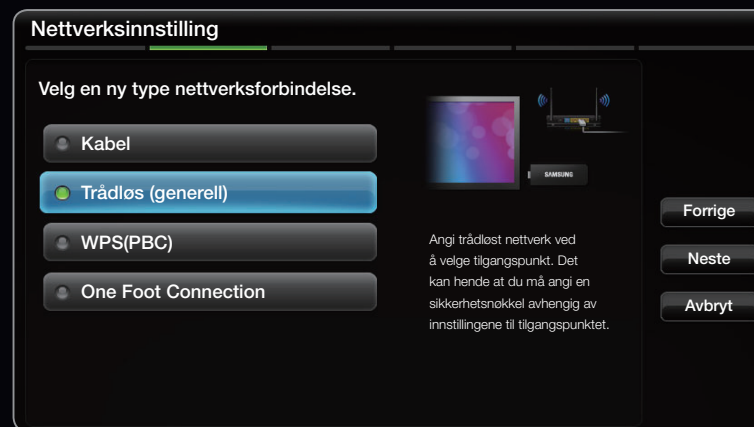 Nettverksinnstilling
Velg en ny type nettverksforbindelse.
Kabel
Trådløs (generell)
WPS(PBC)
One Foot Connection
SAMSUNG
Angi trådløst nettverk ved
å velge tilgangspunkt. Det
kan hende at du må angi en
sikkerhetsnøkkel avhengig av
innstillingene til tilgangspunktet.
Forrige
Neste
Avbryt